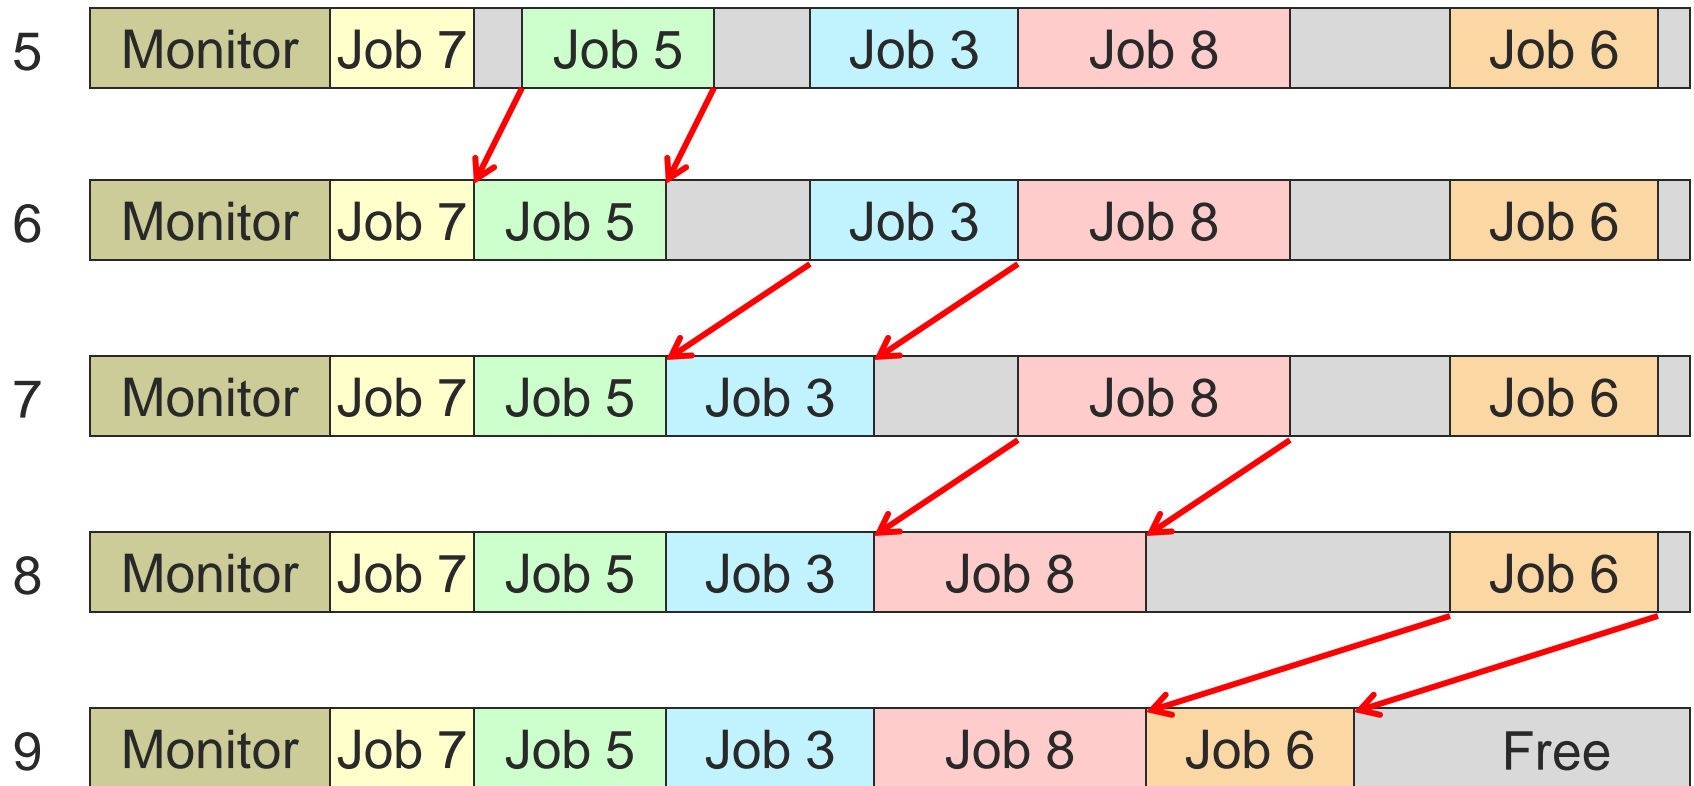 5 Monitor Job 7 Job 5 Job 3 Job 8 Job 6
6 Monitor Job 7 Job 5 Job 3 Job 8 Job 6
7 Monitor Job 7 Job 5 Job 3 Job 8 Job 6
8 Monitor Job 7 Job 5 Job 3 Job 8 Job 6
9 Monitor Job 7 Job 5 Job 3 Job 8 Job 6 Free